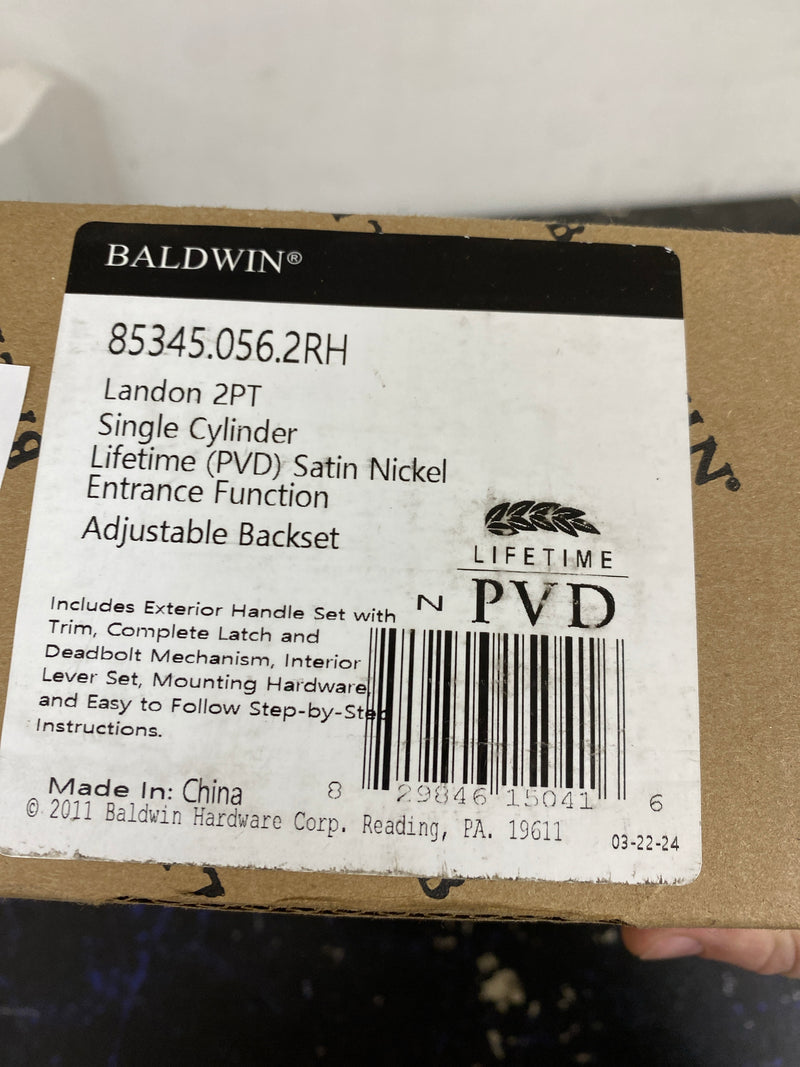 BALDWIN®
85345.056.2RH
Landon 2PT
Single Cylinder
Lifetime (PVD) Satin Nickel
Entrance Function
Adjustable Backset
LIFETIME
N PVD
Includes Exterior Handle Set with
Trim, Complete Latch and
Deadbolt Mechanism, Interior
Lever Set, Mounting Hardware,
and Easy to Follow Step-by-Step
Instructions.
Made In: China
8 29846 15041 6
© 2011 Baldwin Hardware Corp. Reading, PA. 19611
03-22-24